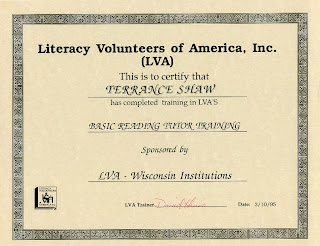 Literacy Volunteers of America, Inc.
(LVA)
This is to certify that
TERRANCE SHAW
has completed training in LVA'S
BASIC READING TUTOR TRAINING
Sponsored by
LVA - Wisconsin Institutions
LVA Trainer
Date: 3/10/95